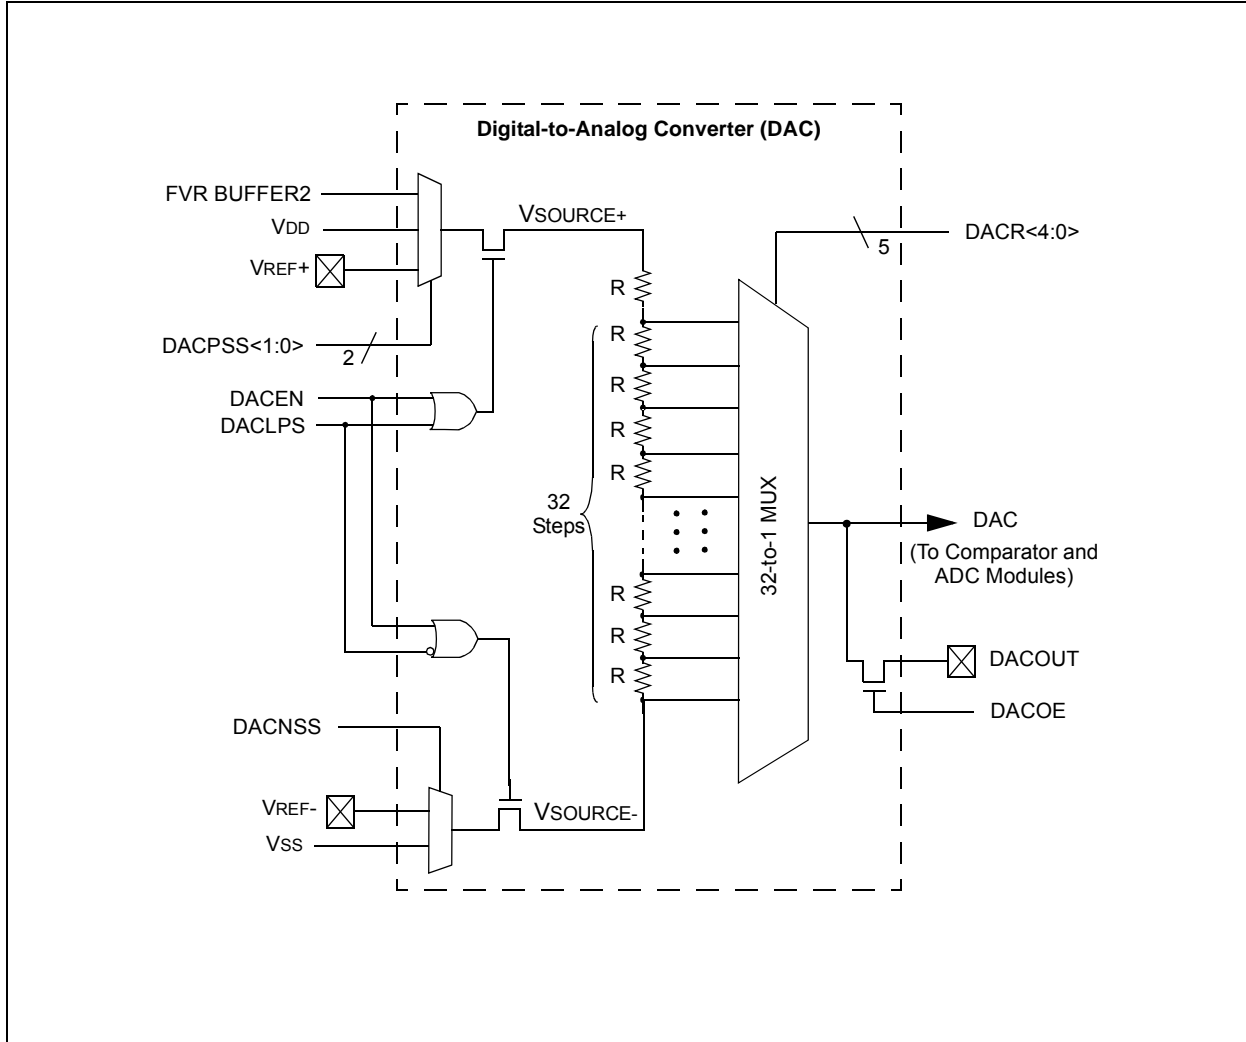 Digital-to-Analog Converter (DAC)
FVR BUFFER2
VDD
VREF+
DACPSS<1:0>
2
DACEN
DACLPS
VSOURCE+
5
DACR<4:0>
R
R
R
R
R
32
Steps
R
R
R
32-to-1 MUX
DAC
(To Comparator and
ADC Modules)
DACOUT
DACOE
DACNSS
VREF-
VSS
VSOURCE-